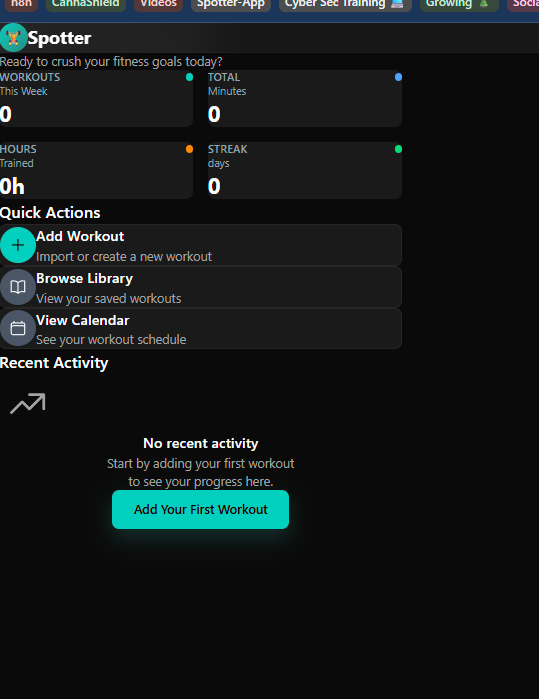 n8n CannaShield Videos Spotter-App Cyber Sec Training Growing Socia
Spotter
Ready to crush your fitness goals today?
WORKOUTS
This Week
0
TOTAL
Minutes
0
HOURS
Trained
0h
STREAK
days
0
Quick Actions
Add Workout
Import or create a new workout
Browse Library
View your saved workouts
View Calendar
See your workout schedule
Recent Activity
No recent activity
Start by adding your first workout
to see your progress here.
Add Your First Workout